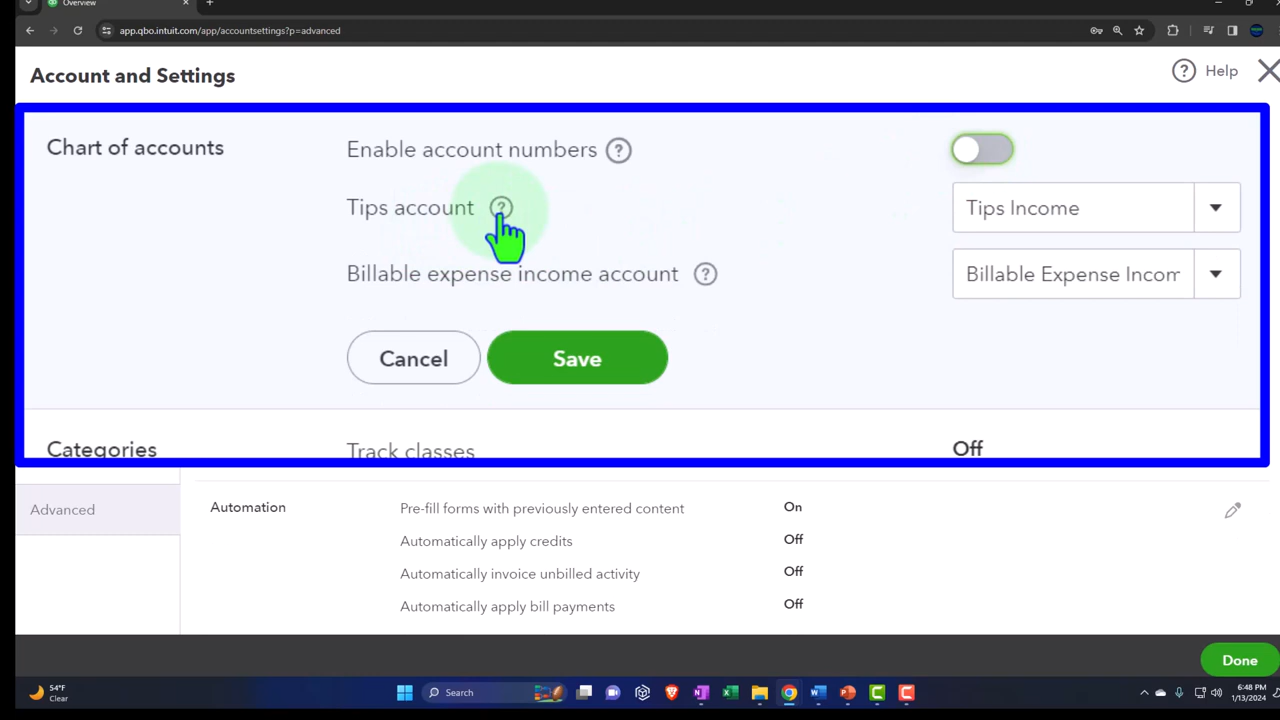 Overview
app.qbo.intuit.com/app/accountsettings?p=advanced
Account and Settings
Help
Chart of accounts
Enable account numbers
Tips account
Tips Income
Billable expense income account
Billable Expense Incom
Cancel
Save
Categories
Track classes
Off
Advanced
Automation
Pre-fill forms with previously entered content
On
Automatically apply credits
Off
Automatically invoice unbilled activity
Off
Automatically apply bill payments
Off
Done
54°F
Clear
Search
6:48 PM
1/13/2024